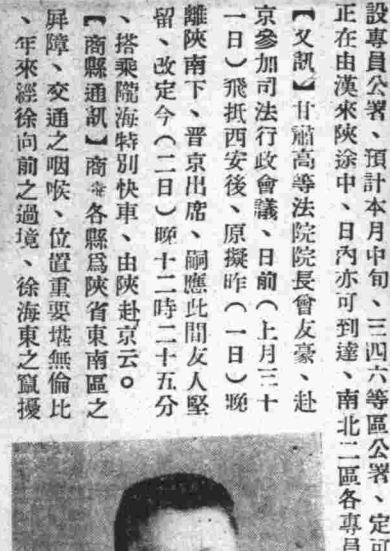 設專員公署、預計本月中旬、三四六等區公署、定可
正在由漢來陝途中、日內亦可到達、南北二區各專員
【又訊】甘肅高等法院院長曾友豪、赴
京參加司法行政會議、日前（上月三十
一日）飛抵西安後、原擬昨（一日）晚
離陝南下、晋京出席、嗣應此間友人堅
留、改定今（二日）晚十二時二十五分
、搭乘隴海特別快車、由陝赴京云。
【商縣通訊】商雒各縣爲陝省東南區之
屛障、交通之咽喉、位置重要堪無倫比
、年來經徐向前之過境、徐海東之竄擾